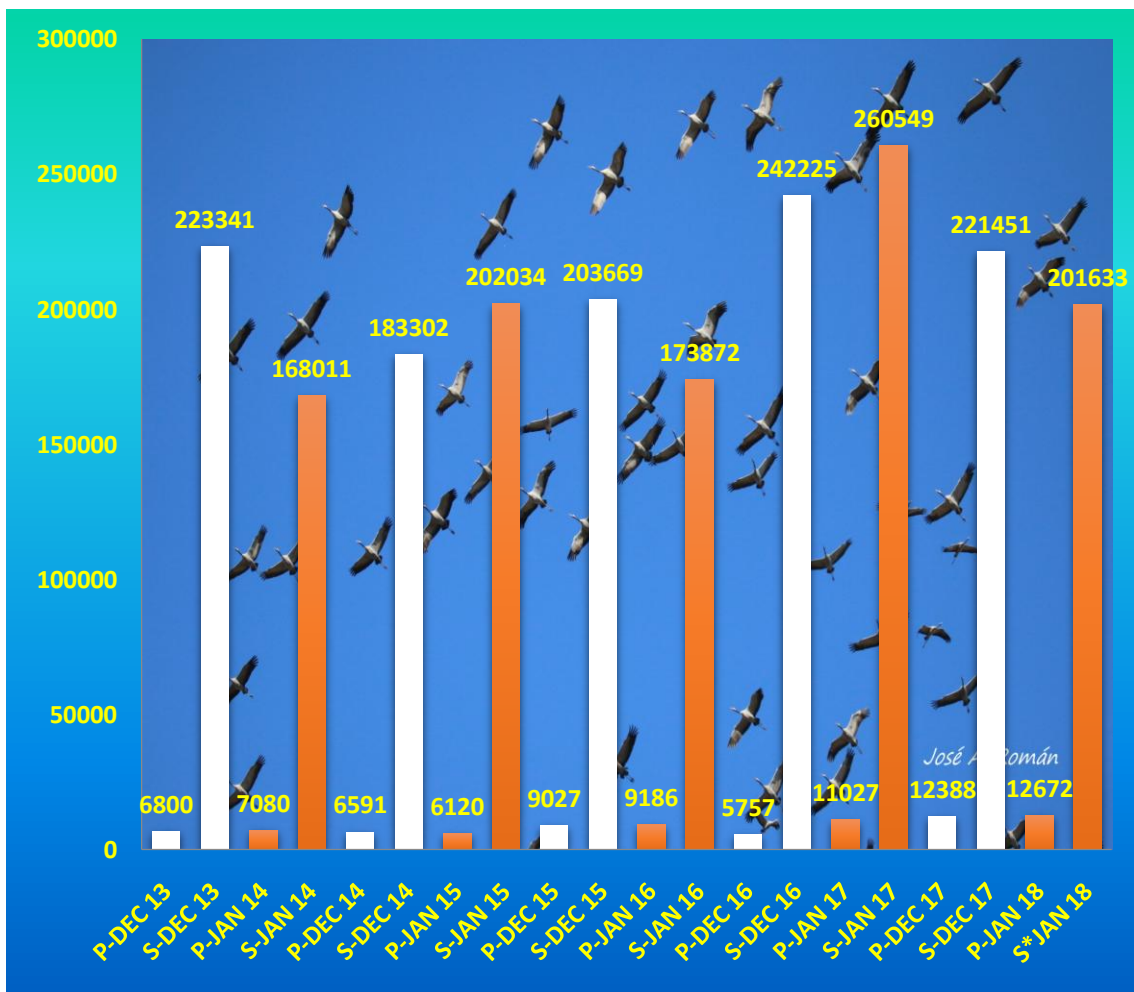 300000
250000
200000
150000
100000
50000
0
6800
223341
7080
168011
6591
183302
6120
202034
9027
203669
9186
173872
5757
242225
11027
260549
12388
221451
12672
201633
José A. Román
P-DEC 13
S-DEC 13
P-JAN 14
S-JAN 14
P-DEC 14
S-DEC 14
P-JAN 15
S-JAN 15
P-DEC 15
S-DEC 15
P-JAN 16
S-JAN 16
P-DEC 16
S-DEC 16
P-JAN 17
S-JAN 17
P-DEC 17
S-DEC 17
P-JAN 18
S*JAN 18